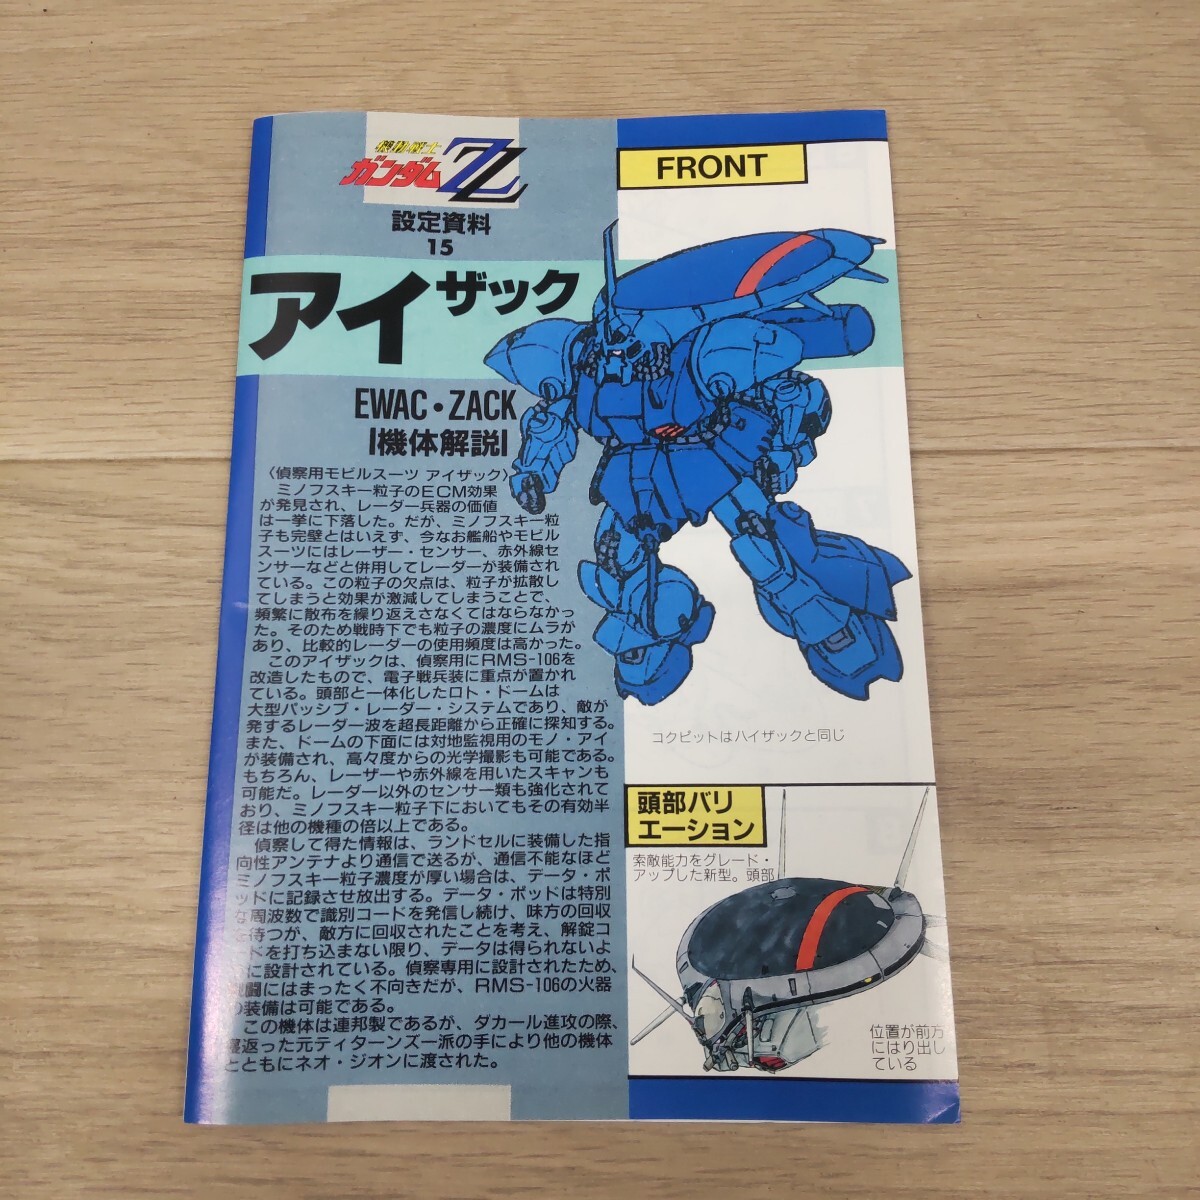 機動戦士
ガンダムZZ
設定資料
15
アイザック
EWAC・ZACK
機体解説
〈偵察用モビルスーツ アイザック〉
ミノフスキー粒子のECM効果
が発見され、レーダー兵器の価値
は一挙に下落した。だが、ミノフスキー粒
子も完璧とはいえず、今なお艦船やモビル
スーツにはレーザー・センサー、赤外線セ
ンサーなどと併用してレーダーが装備され
ている。この粒子の欠点は、粒子が拡散し
てしまうと効果が激減してしまうことで、
頻繁に散布を繰り返えさなくてはならなかっ
た。そのため戦時下でも粒子の濃度にムラが
あり、比較的レーダーの使用頻度は高かった。
このアイザックは、偵察用にRMS-106を
改造したもので、電子戦兵装に重点が置かれ
ている。頭部と一体化したロト・ドームは
大型パッシブ・レーダー・システムであり、敵が
発するレーダー波を超長距離から正確に探知する。
また、ドームの下面には対地監視用のモノ・アイ
が装備され、高々度からの光学撮影も可能である。
もちろん、レーザーや赤外線を用いたスキャンも
可能だ。レーダー以外のセンサー類も強化されて
おり、ミノフスキー粒子下においてもその有効半
径は他の機種の倍以上である。
偵察して得た情報は、ランドセルに装備した指
向性アンテナより通信で送るが、通信不能なほど
ミノフスキー粒子濃度が厚い場合は、データ・ポ
ッドに記録させ放出する。データ・ポッドは特別
な周波数で識別コードを発信し続け、味方の回収
を待つが、敵方に回収されたことを考え、解錠コ
ードを打ち込まない限り、データは得られないよ
うに設計されている。偵察専用に設計されたため、
戦闘にはまったく不向きだが、RMS-106の火器
の装備は可能である。
この機体は連邦製であるが、ダカール進攻の際、
寝返った元ティターンズ一派の手により他の機体
とともにネオ・ジオンに渡された。
FRONT
コクピットはハイザックと同じ
頭部バリ
エーション
索敵能力をグレード・
アップした新型。頭部
位置が前方
にはり出し
ている